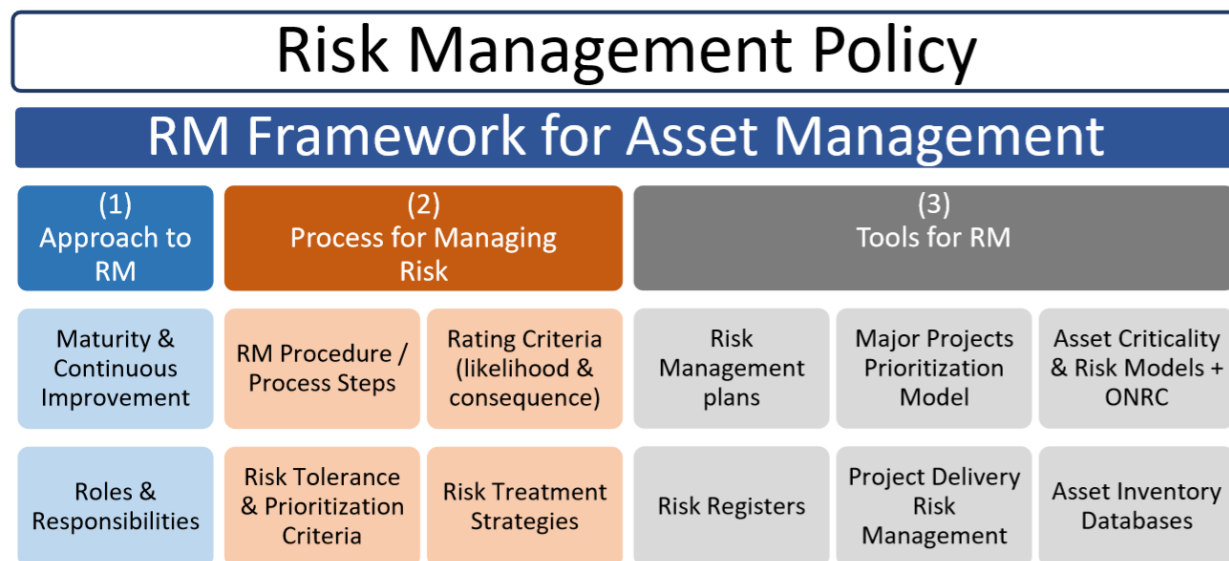 Risk Management Policy
RM Framework for Asset Management
(1)
Approach to
RM
(2)
Process for Managing
Risk
(3)
Tools for RM
Maturity &
Continuous
Improvement
RM Procedure /
Process Steps
Rating Criteria
(likelihood &
consequence)
Risk
Management
plans
Major Projects
Prioritization
Model
Asset Criticality
& Risk Models +
ONRC
Roles &
Responsibilities
Risk Tolerance
& Prioritization
Criteria
Risk Treatment
Strategies
Risk Registers
Project Delivery
Risk
Management
Asset Inventory
Databases